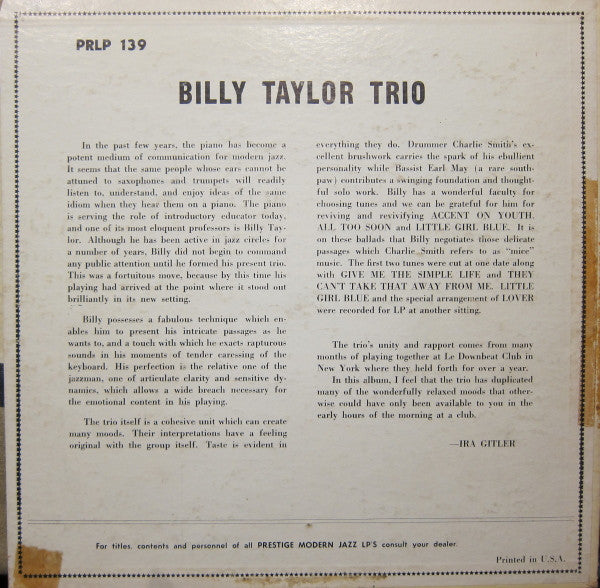 PRLP 139
BILLY TAYLOR TRIO
In the past few years, the piano has become a
potent medium of communication for modern jazz.
It seems that the same people whose ears cannot be
attuned to saxophones and trumpets will readily
listen to, understand, and enjoy ideas of the same
idiom when they hear them on a piano. The piano
is serving the role of introductory educator today,
and one of its most eloquent professors is Billy Tay-
lor. Although he has been active in jazz circles for
a number of years, Billy did not begin to command
any public attention until he formed his present trio.
This was a fortuitous move, because by this time his
playing had arrived at the point where it stood out
brilliantly in its new setting.
Billy possesses a fabulous technique which en-
ables him to present his intricate passages as he
wants to, and a touch with which he exacts rapturous
sounds in his moments of tender caressing of the
keyboard. His perfection is the relative one of the
jazzman, one of articulate clarity and sensitive dy-
namics, which allows a wide breach necessary for
the emotional content in his playing.
The trio itself is a cohesive unit which can create
many moods. Their interpretations have a feeling
original with the group itself. Taste is evident in
everything they do. Drummer Charlie Smith's ex-
cellent brushwork carries the spark of his ebullient
personality while Bassist Earl May (a rare south-
paw) contributes a swinging foundation and thought-
ful solo work. Billy has a wonderful faculty for
choosing tunes and we can be grateful for him for
reviving and revivifying ACCENT ON YOUTH,
ALL TOO SOON and LITTLE GIRL BLUE. It is
on these ballads that Billy negotiates those delicate
passages which Charlie Smith refers to as "mice"
music. The first two tunes were cut at one date along
with GIVE ME THE SIMPLE LIFE and THEY
CAN'T TAKE THAT AWAY FROM ME. LITTLE
GIRL BLUE and the special arrangement of LOVER
were recorded for LP at another sitting.
The trio's unity and rapport comes from many
months of playing together at Le Downbeat Club in
New York where they held forth for over a year.
In this album, I feel that the trio has duplicated
many of the wonderfully relaxed moods that other-
wise could have only been available to you in the
early hours of the morning at a club.
—IRA GITLER
For titles, contents and personnel of all PRESTIGE MODERN JAZZ LP'S consult your dealer.
Printed in U.S.A.